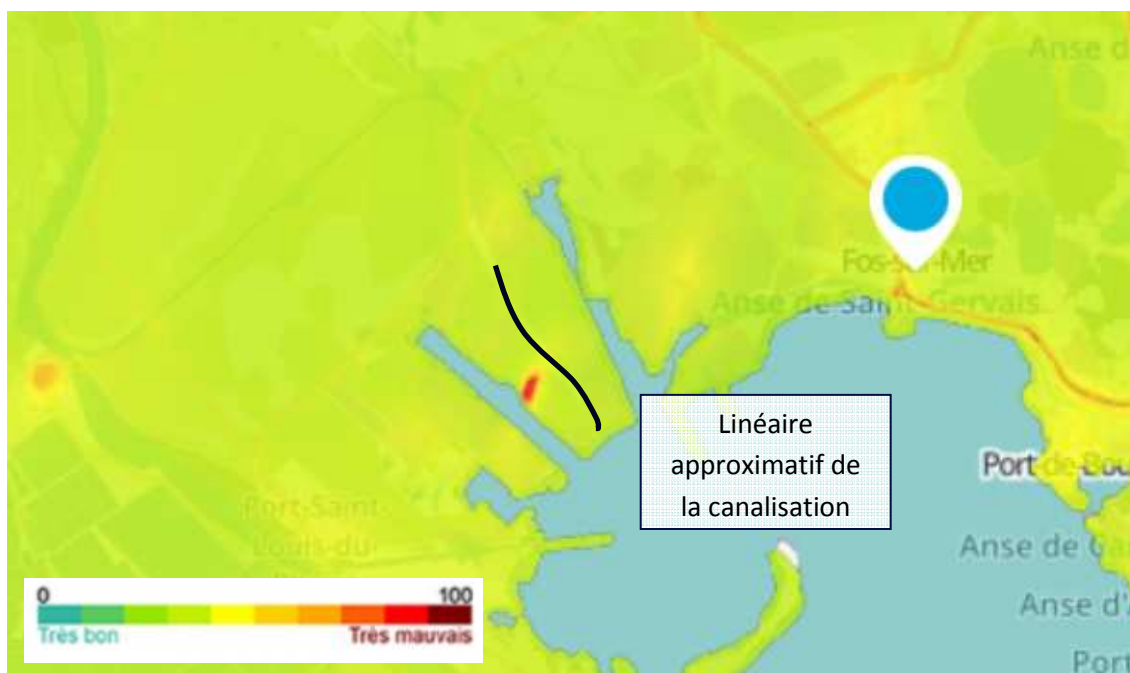 Anse d
Fos-sur-Mer
Anse de Saint-Gervais
Linéaire
approximatif de
la canalisation
Port-de-Bou
Port-Saint-
Louis-du-
Anse de Ca
Anse d'A
Port
0 100
Très bon Très mauvais